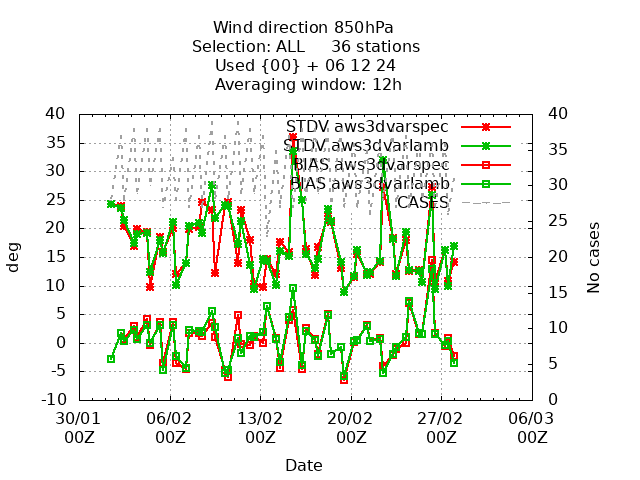 Wind direction 850hPa
Selection: ALL 36 stations
Used {00} + 06 12 24
Averaging window: 12h
40
35
30
25
20
15
10
5
0
-5
-10
deg
STDV aws3dvarspec
STDV aws3dvarlamb
BIAS aws3dvarspec
BIAS aws3dvarlamb
CASES
40
35
30
25
20
15
10
5
0
No cases
30/01 06/02 13/02 20/02 27/02 06/03
00Z 00Z 00Z 00Z 00Z 00Z
Date